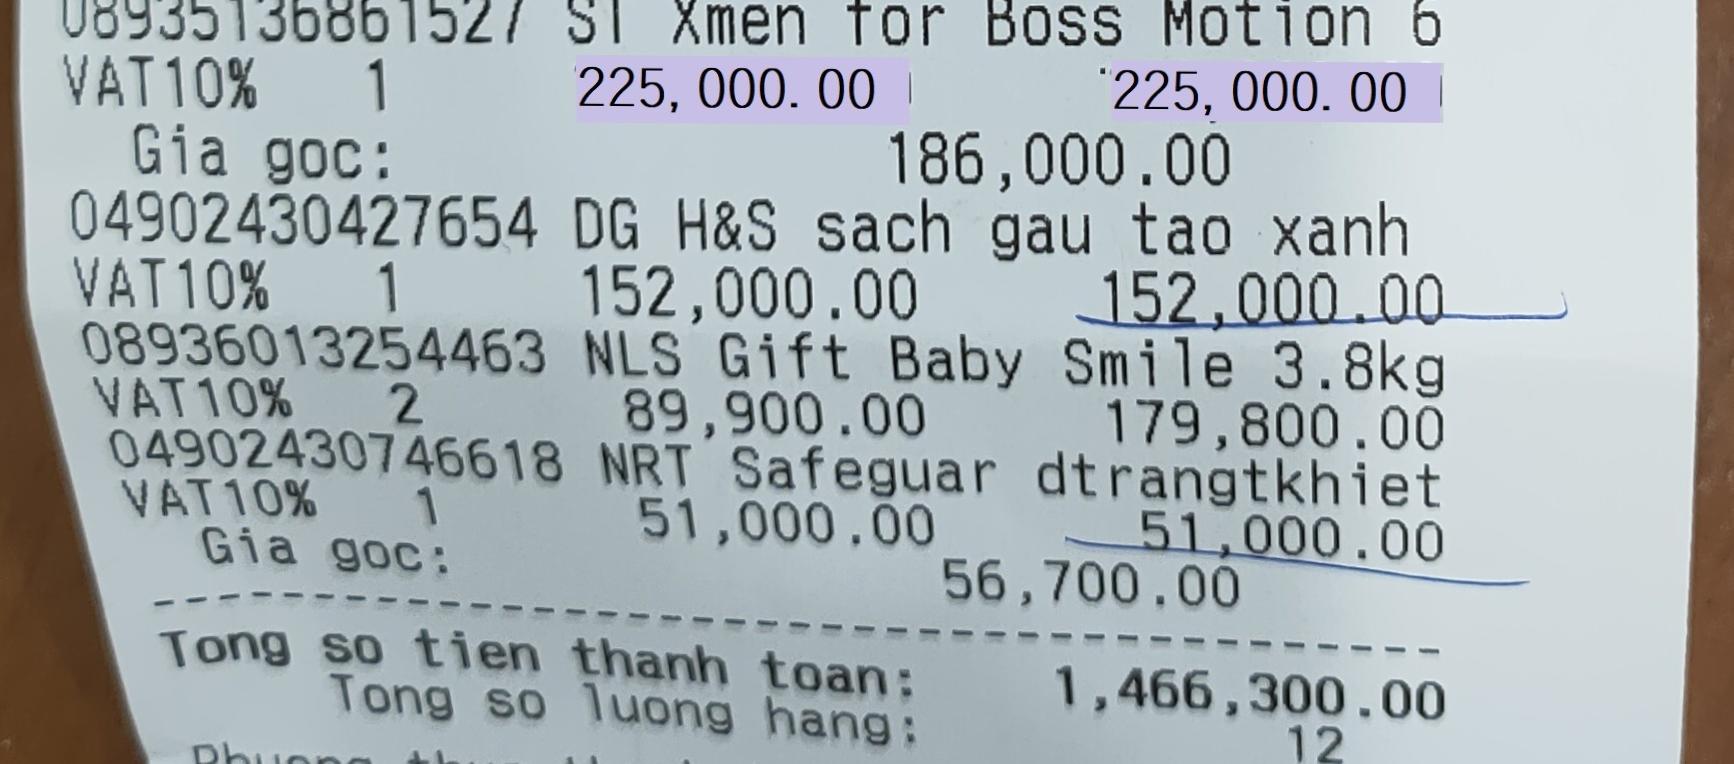 08935136861527 ST Xmen for Boss Motion 6
VAT10% 1 225,000.00 225,000.00
Gia goc: 186,000.00
04902430427654 DG H&S sach gau tao xanh
VAT10% 1 152,000.00 152,000.00
08936013254463 NLS Gift Baby Smile 3.8kg
VAT10% 2 89,900.00 179,800.00
04902430746618 NRT Safeguar dtrangtkhiet
VAT10% 1 51,000.00 51,000.00
Gia goc: 56,700.00
Tong so tien thanh toan: 1,466,300.00
Tong so luong hang: 12